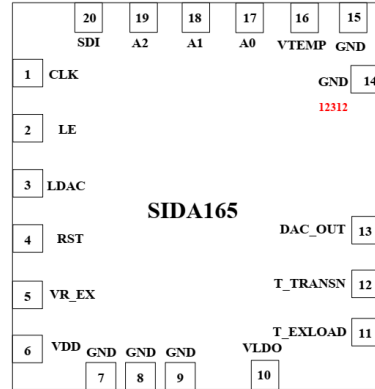 20 19 18 17 16 15
SDI A2 A1 A0 VTEMP GND
1 CLK
GND 14
12312
2 LE
3 LDAC
SIDA165
4 RST
DAC_OUT 13
T_TRANSN 12
5 VR_EX
T_EXLOAD 11
6 VDD
GND GND GND VLDO
7 8 9 10